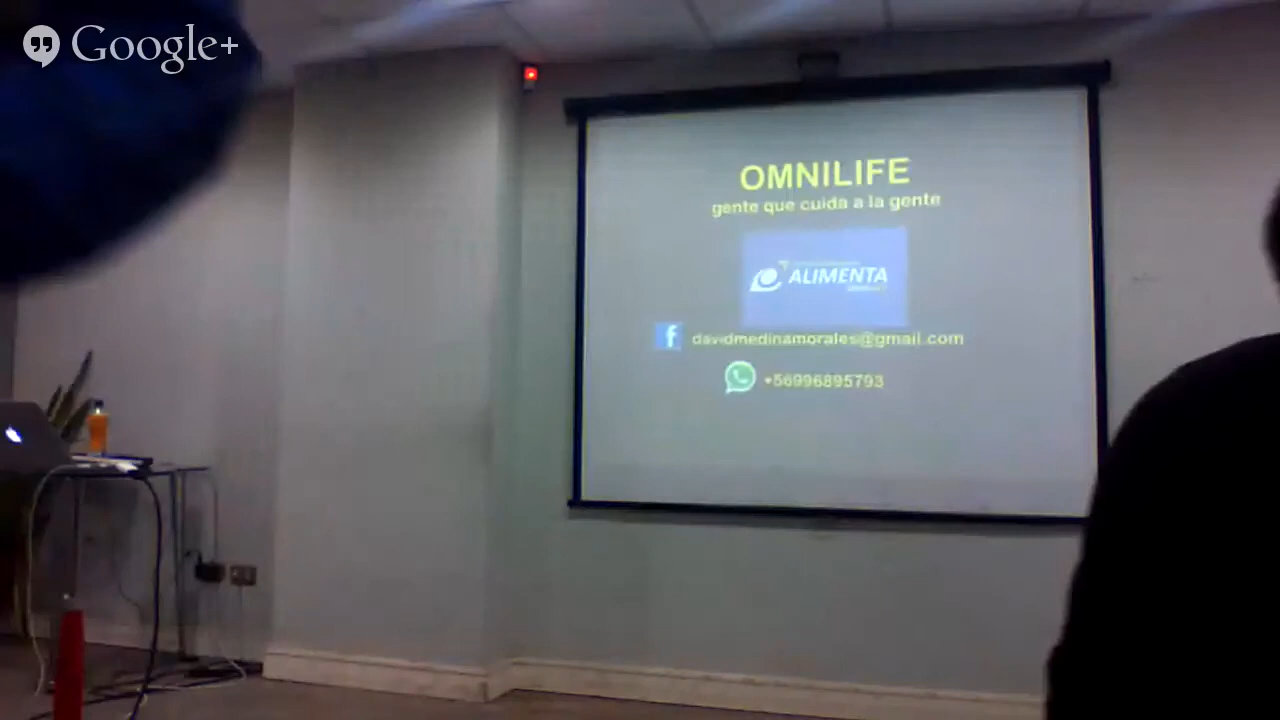 Google+
OMNILIFE
gente que cuida a la gente
ALIMENTA
davidmedinamorales@gmail.com
+56996895793